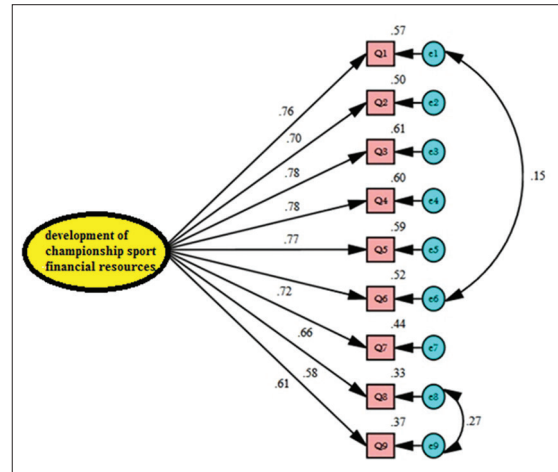 .57
Q1 e1
.50
.76 Q2 e2
.70 .61
.78 Q3 e3
.60
.78 Q4 e4
.15
.59
.77 Q5 e5
development of
championship sport
financial resources
.52
.72 Q6 e6
.44
.66 Q7 e7
.33
.61 .58 Q8 e8
.27
.37
Q9 e9